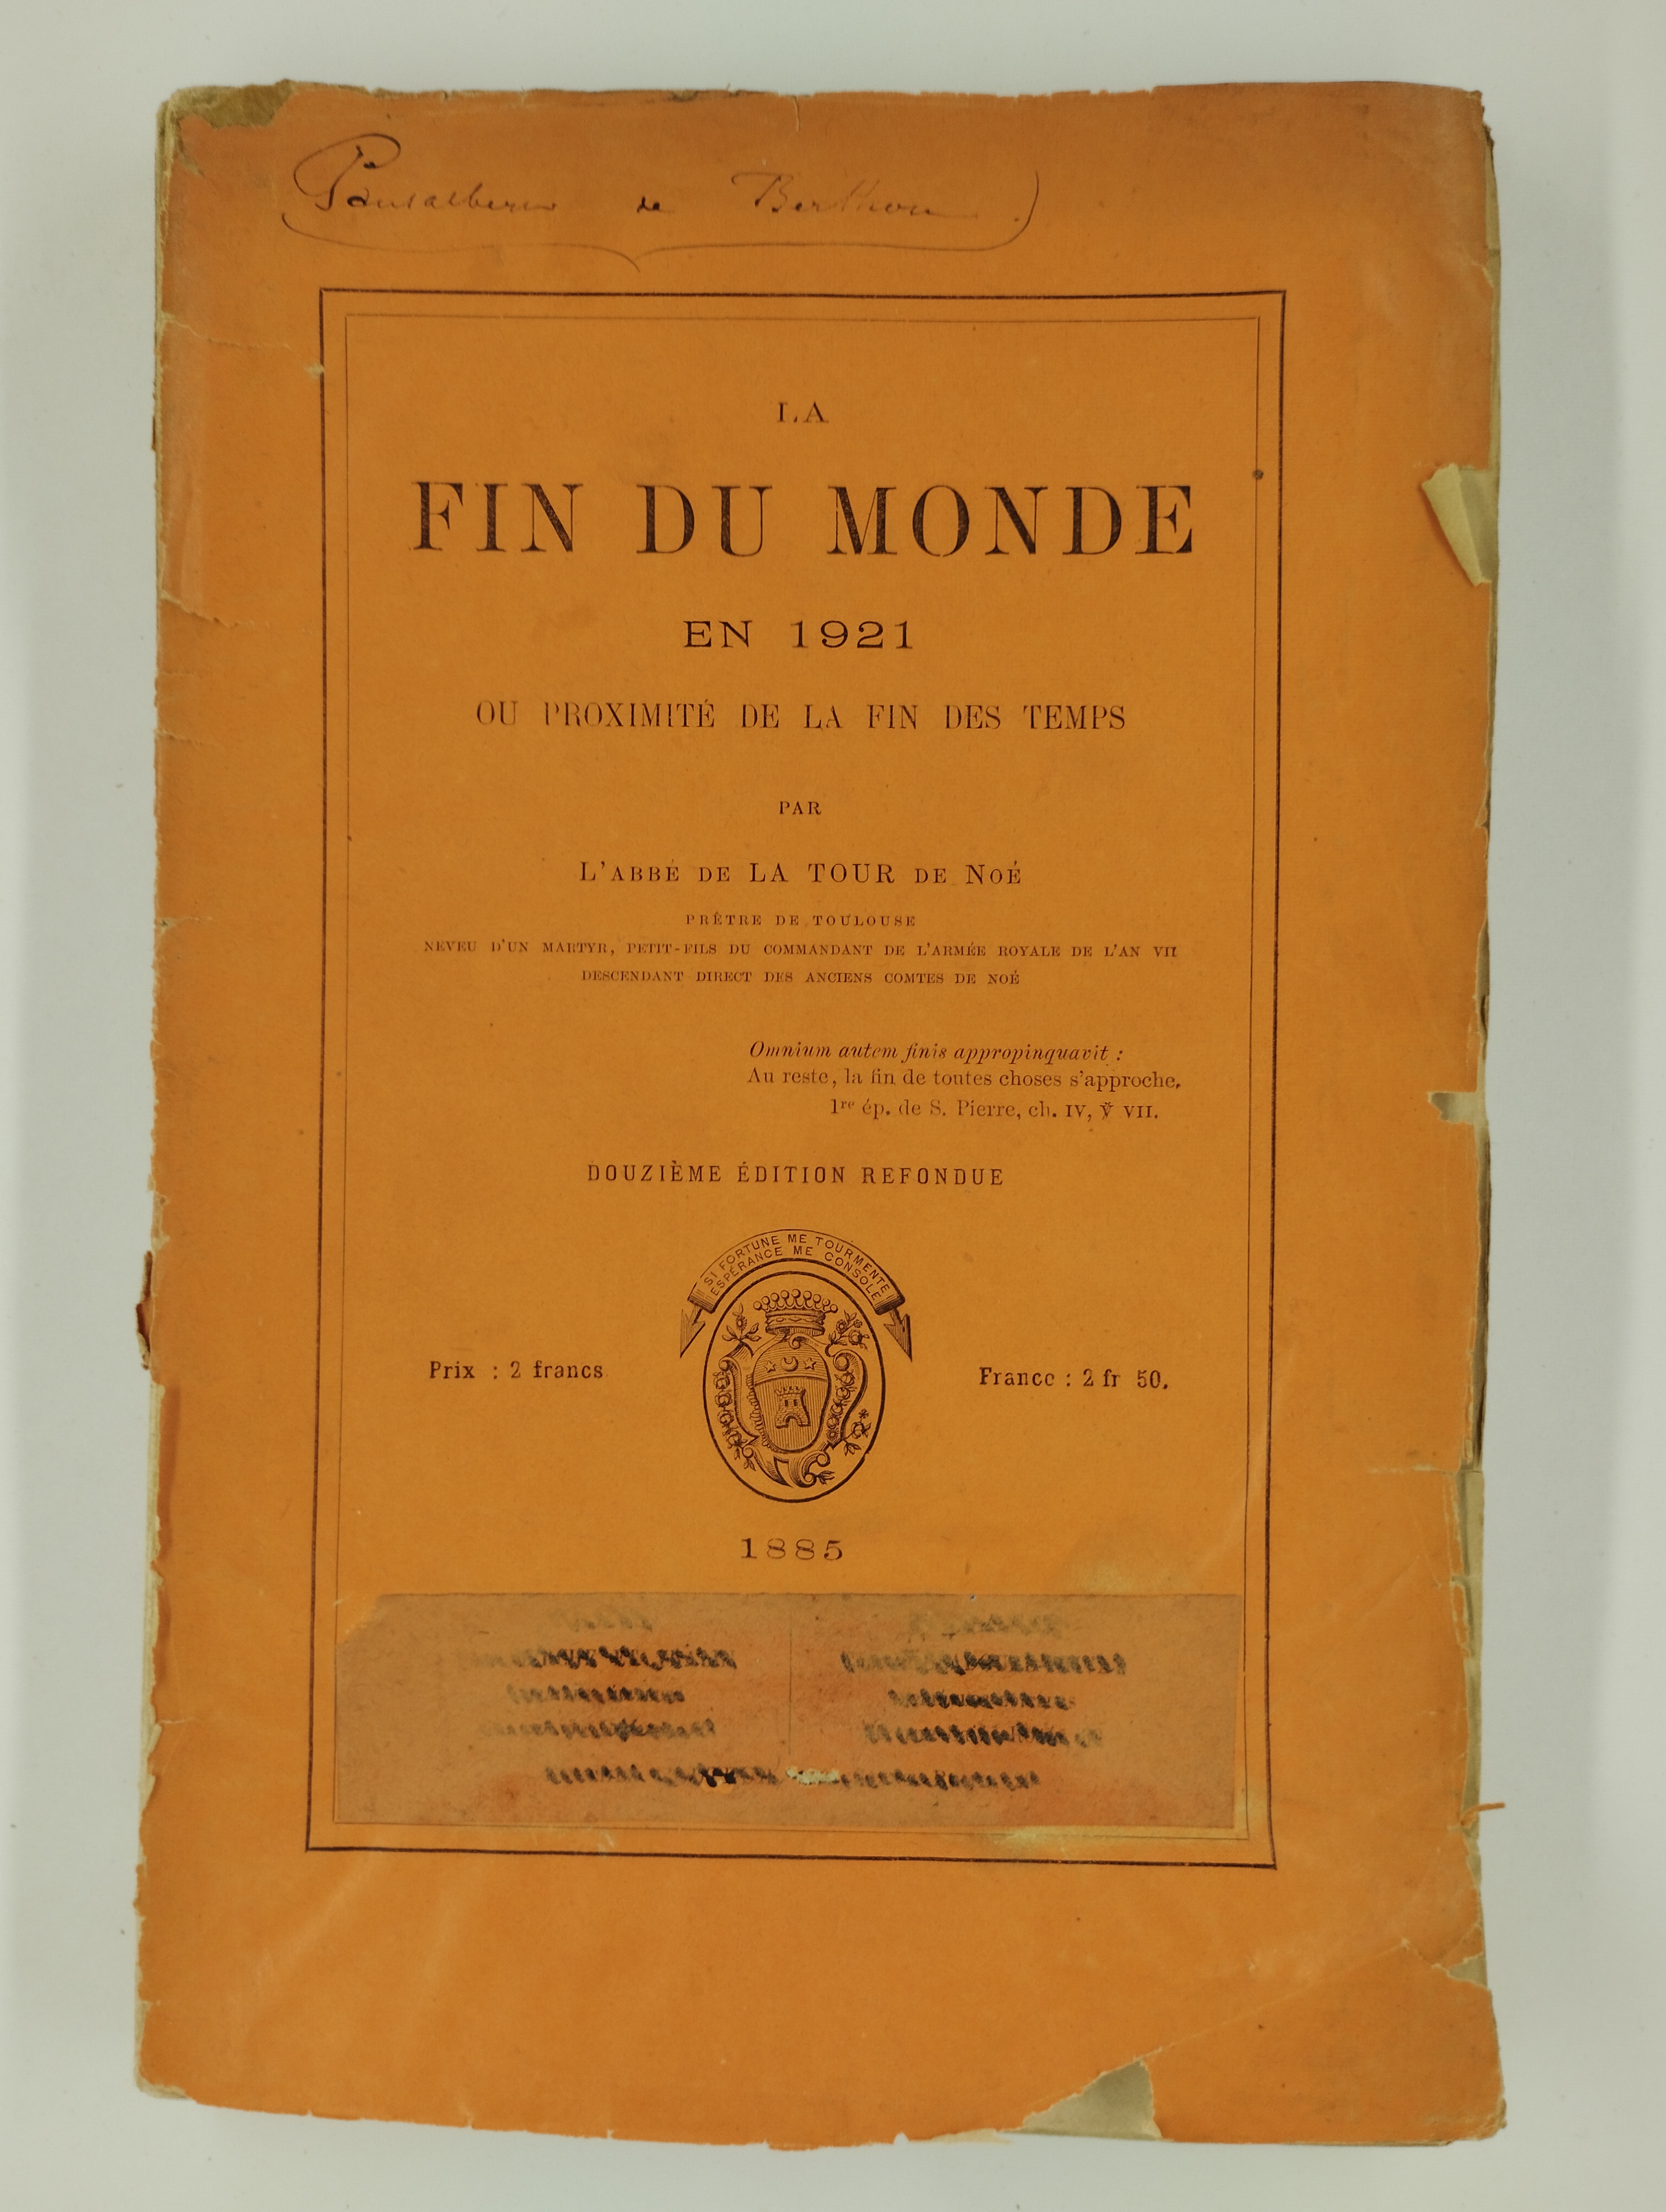 de Berthou
LA
FIN DU MONDE
EN 1921
OU PROXIMITÉ DE LA FIN DES TEMPS
PAR
L'ABBÉ DE LA TOUR DE NOÉ
PRÊTRE DE TOULOUSE
NEVEU D'UN MARTYR, PETIT-FILS DU COMMANDANT DE L'ARMÉE ROYALE DE L'AN VII
DESCENDANT DIRECT DES ANCIENS COMTES DE NOÉ
Omnium autem finis appropinquavit :
Au reste, la fin de toutes choses s'approche,
1re ép. de S. Pierre, ch. IV, ℣ VII.
DOUZIÈME ÉDITION REFONDUE
SI FORTUNE ME TOURMENTE
ESPÉRANCE ME CONSOLE
Prix : 2 francs
France : 2 fr 50.
1885